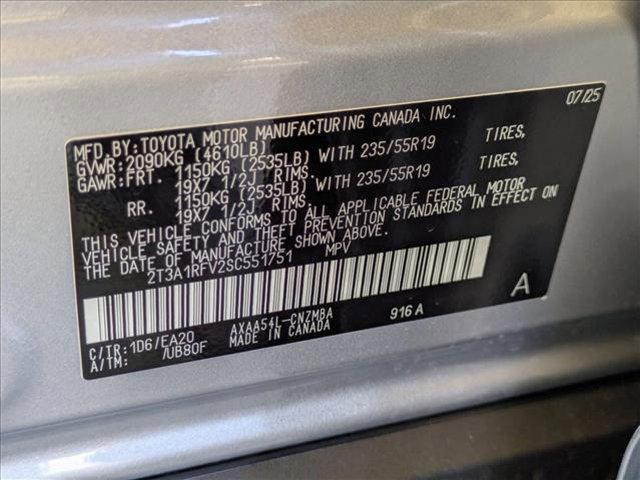 07/25
MFD. BY: TOYOTA MOTOR MANUFACTURING CANADA INC.
GVWR: 2090KG (4610LB)
GAWR: FRT. 1150KG (2535LB) WITH 235/55R19 TIRES,
19X7 1/2J RIMS.
RR. 1150KG (2535LB) WITH 235/55R19 TIRES,
19X7 1/2J RIMS.
THIS VEHICLE CONFORMS TO ALL APPLICABLE FEDERAL MOTOR
VEHICLE SAFETY AND THEFT PREVENTION STANDARDS IN EFFECT ON
THE DATE OF MANUFACTURE SHOWN ABOVE.
2T3A1RFV2SC551751 MPV
C/TR: 1D6/EA20 AXAA54L-CNZMBA 916A A
A/TM: /UB80F MADE IN CANADA